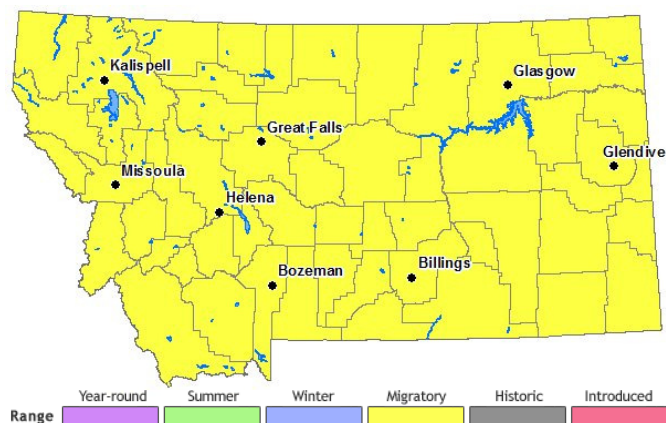 Kalispell
Glasgow
Great Falls
Glendive
Missoula
Helena
Bozeman
Billings
Year-round Summer Winter Migratory Historic Introduced
Range